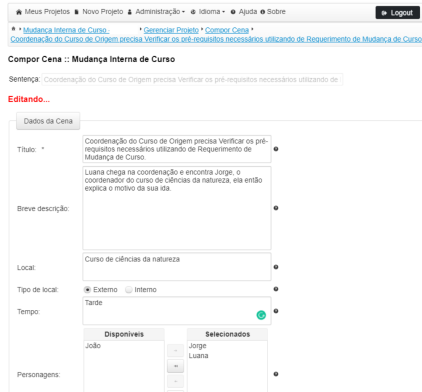 Meus Projetos Novo Projeto Administração Idioma Ajuda Sobre Logout
Mudança Interna de Curso Gerenciar Projeto Compor Cena
Coordenação do Curso de Origem precisa Verificar os pré-requisitos necessários utilizando de Requerimento de Mudança de Curso
Compor Cena :: Mudança Interna de Curso
Sentença: Coordenação do Curso de Origem precisa Verificar os pré-requisitos necessários utilizando de
Editando...
Dados da Cena
Título: *
Coordenação do Curso de Origem precisa Verificar os pré-
requisitos necessários utilizando de Requerimento de
Mudança de Curso.
Breve descrição:
Luana chega na coordenação e encontra Jorge, o
coordenador do curso de ciências da natureza, ela então
explica o motivo da sua ida.
Local:
Curso de ciências da natureza
Tipo de local: Externo Interno
Tempo:
Tarde
Personagens:
Disponíveis Selecionados
João Jorge
Luana